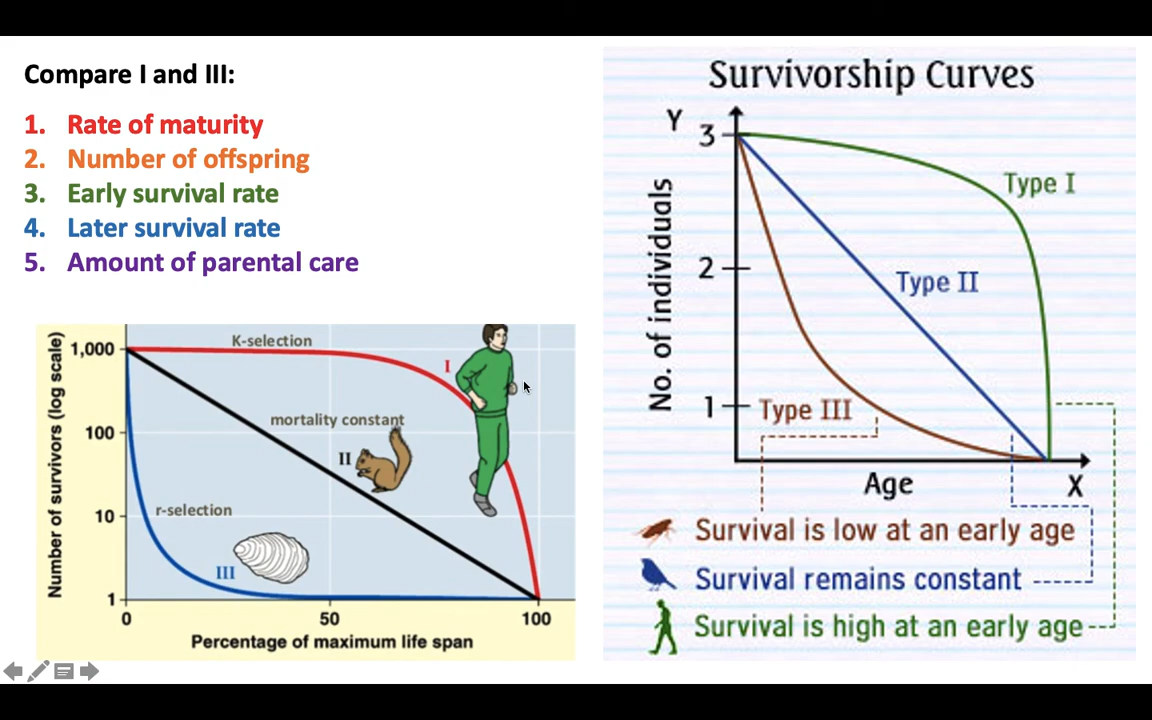 Compare I and III:
1. Rate of maturity
2. Number of offspring
3. Early survival rate
4. Later survival rate
5. Amount of parental care
Number of survivors (log scale)
1,000
100
10
1
K-selection
I
mortality constant
II
r-selection
III
0
50
100
Percentage of maximum life span
Survivorship Curves
Y
3
2
1
No. of individuals
Type I
Type II
Type III
Age
X
Survival is low at an early age
Survival remains constant
Survival is high at an early age